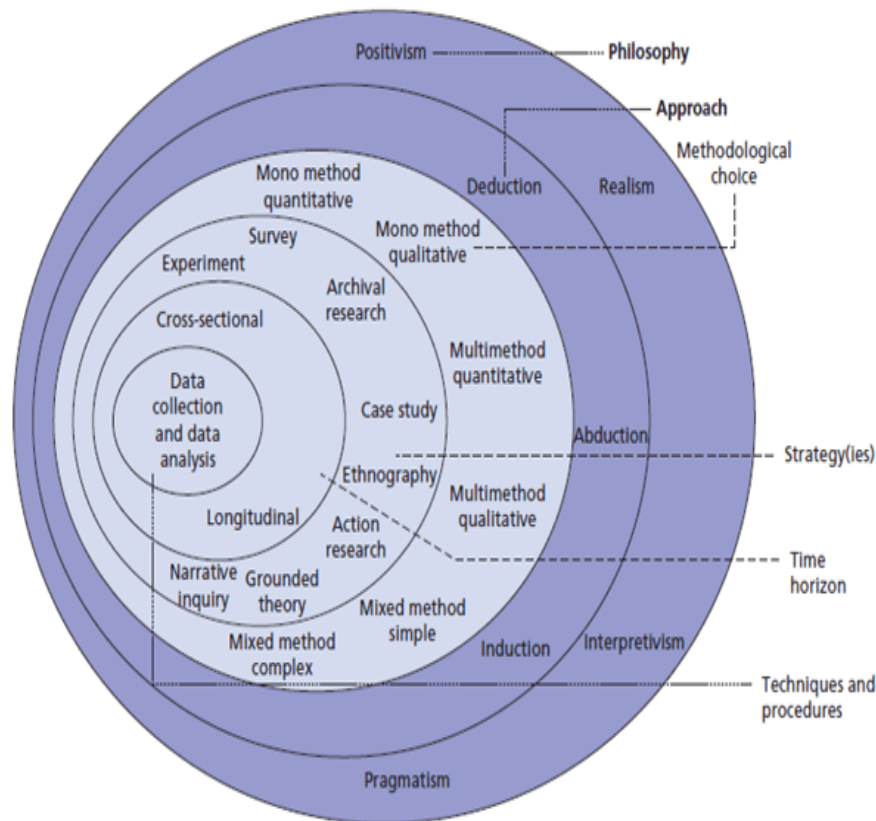 Positivism
Philosophy
Approach
Methodological
choice
Mono method
quantitative
Deduction
Realism
Mono method
qualitative
Survey
Experiment
Archival
research
Cross-sectional
Multimethod
quantitative
Data
collection
and data
analysis
Case study
Abduction
Strategy(ies)
Ethnography
Multimethod
qualitative
Longitudinal
Action
research
Time
horizon
Narrative
inquiry
Grounded
theory
Mixed method
simple
Mixed method
complex
Induction
Interpretivism
Techniques and
procedures
Pragmatism